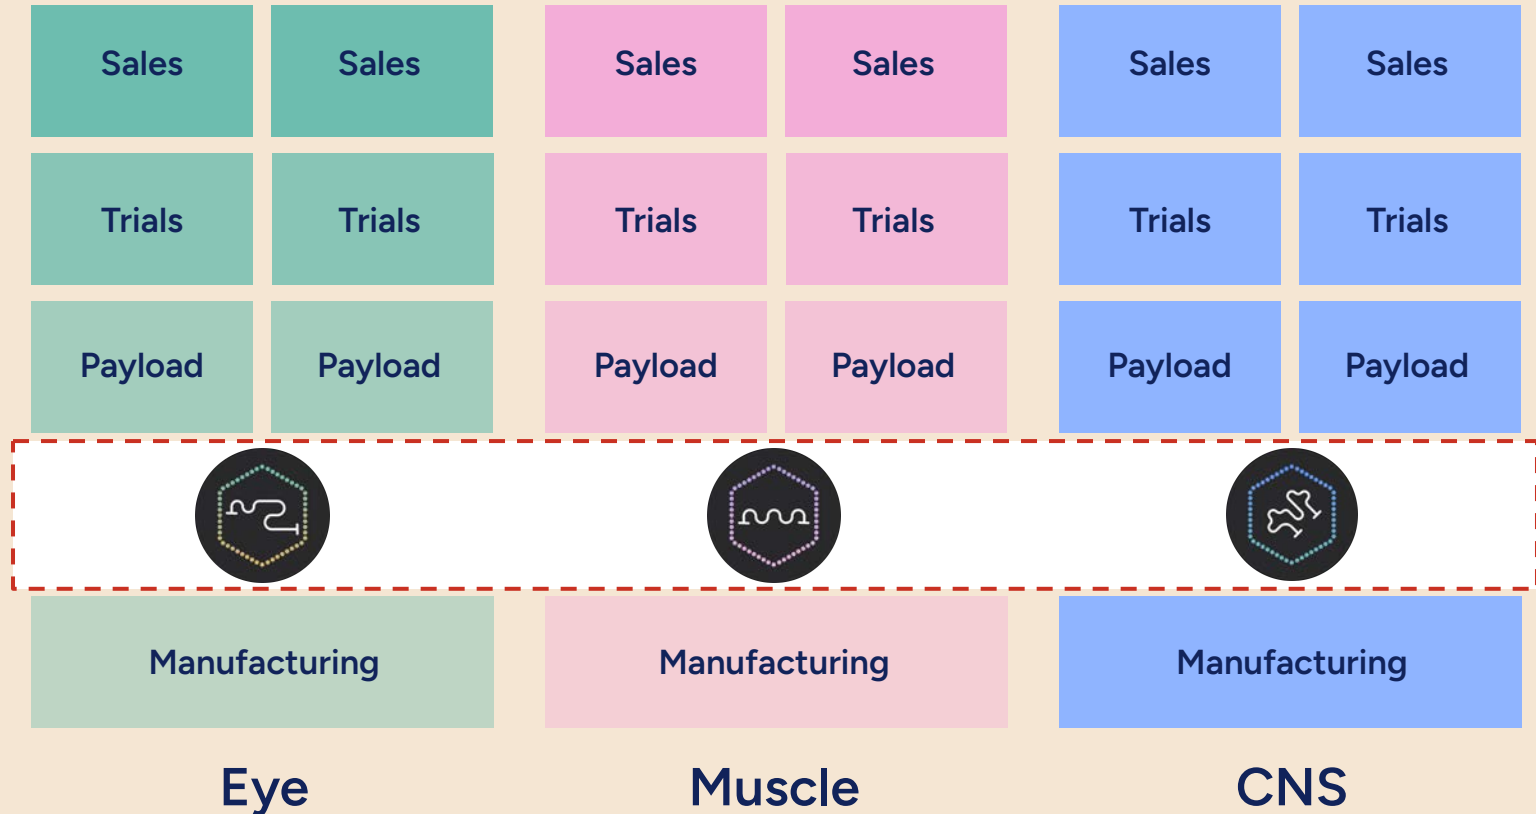 Sales Sales Sales Sales Sales Sales
Trials Trials Trials Trials Trials Trials
Payload Payload Payload Payload Payload Payload
Manufacturing Manufacturing Manufacturing
Eye Muscle CNS